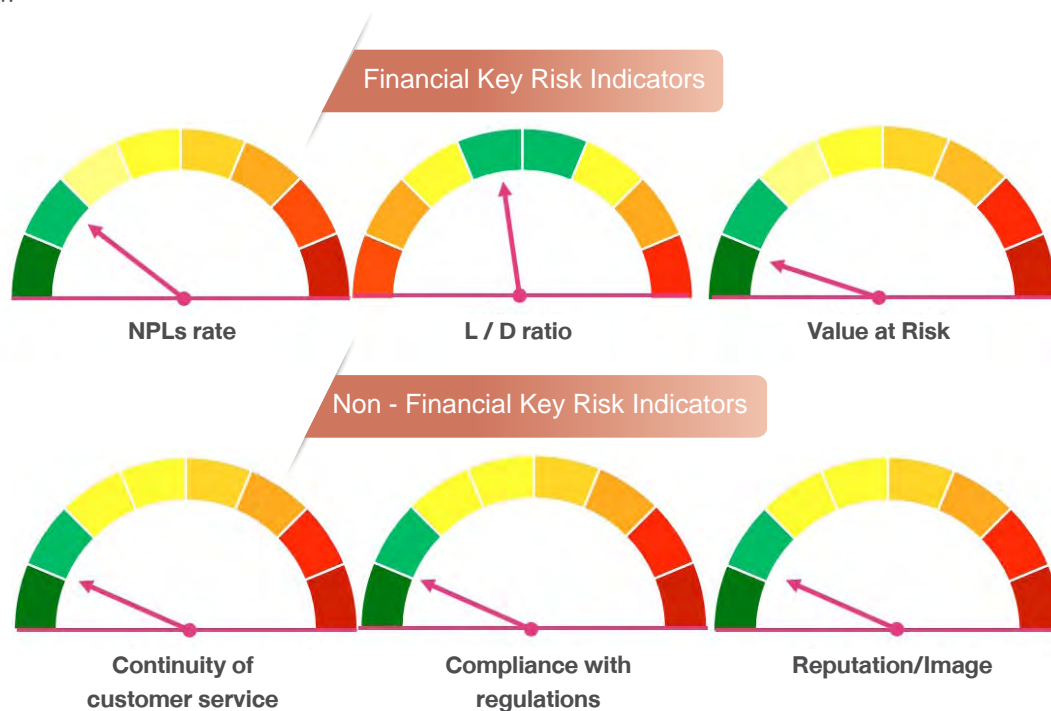 Financial Key Risk Indicators
NPLs rate
L / D ratio
Value at Risk
Non - Financial Key Risk Indicators
Continuity of
customer service
Compliance with
regulations
Reputation/Image